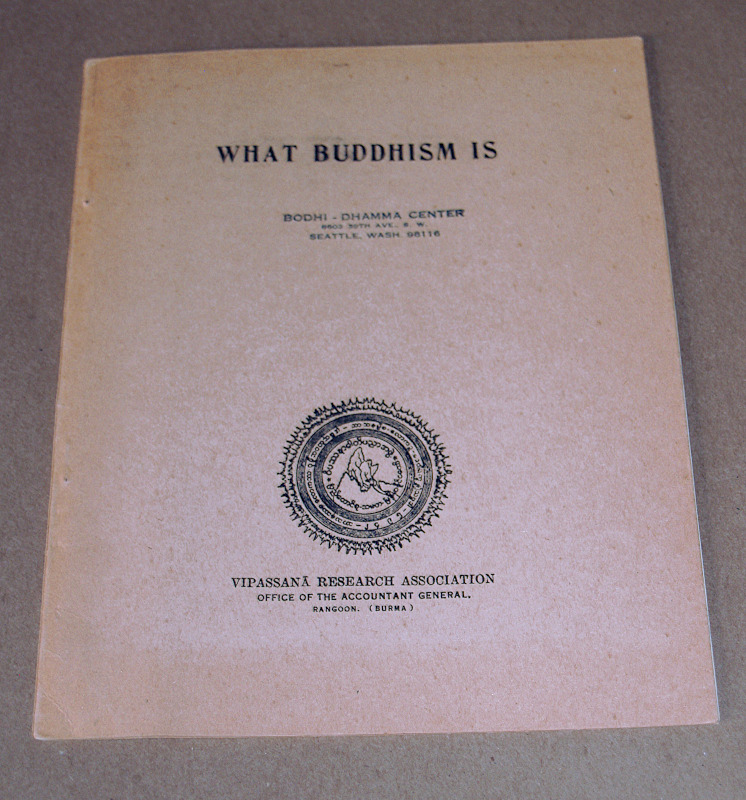 WHAT BUDDHISM IS
BODHI - DHAMMA CENTER
9503 39TH AVE., S. W.
SEATTLE, WASH. 98116
VIPASSANĀ RESEARCH ASSOCIATION
OFFICE OF THE ACCOUNTANT GENERAL,
RANGOON. (BURMA)